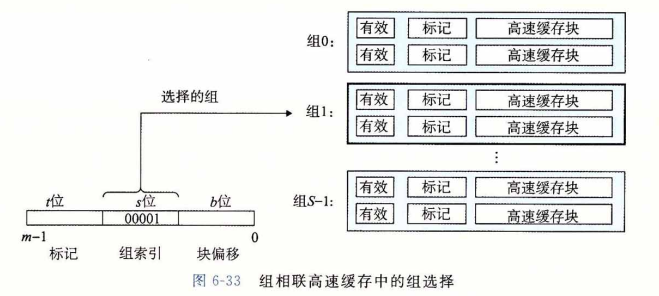 组0:
有效 标记 高速缓存块
有效 标记 高速缓存块
选择的组
组1:
有效 标记 高速缓存块
有效 标记 高速缓存块
⋮
组S-1:
有效 标记 高速缓存块
有效 标记 高速缓存块
t位 s位 b位
00001
m-1 0
标记 组索引 块偏移
图 6-33 组相联高速缓存中的组选择